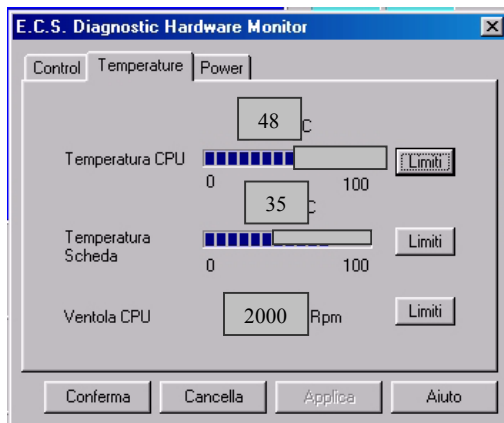 E.C.S. Diagnostic Hardware Monitor
Control Temperature Power
48 C
Temperatura CPU Limiti
0 100
35 C
Temperatura Scheda Limiti
0 100
Ventola CPU 2000 Rpm Limiti
Conferma Cancella Applica Aiuto